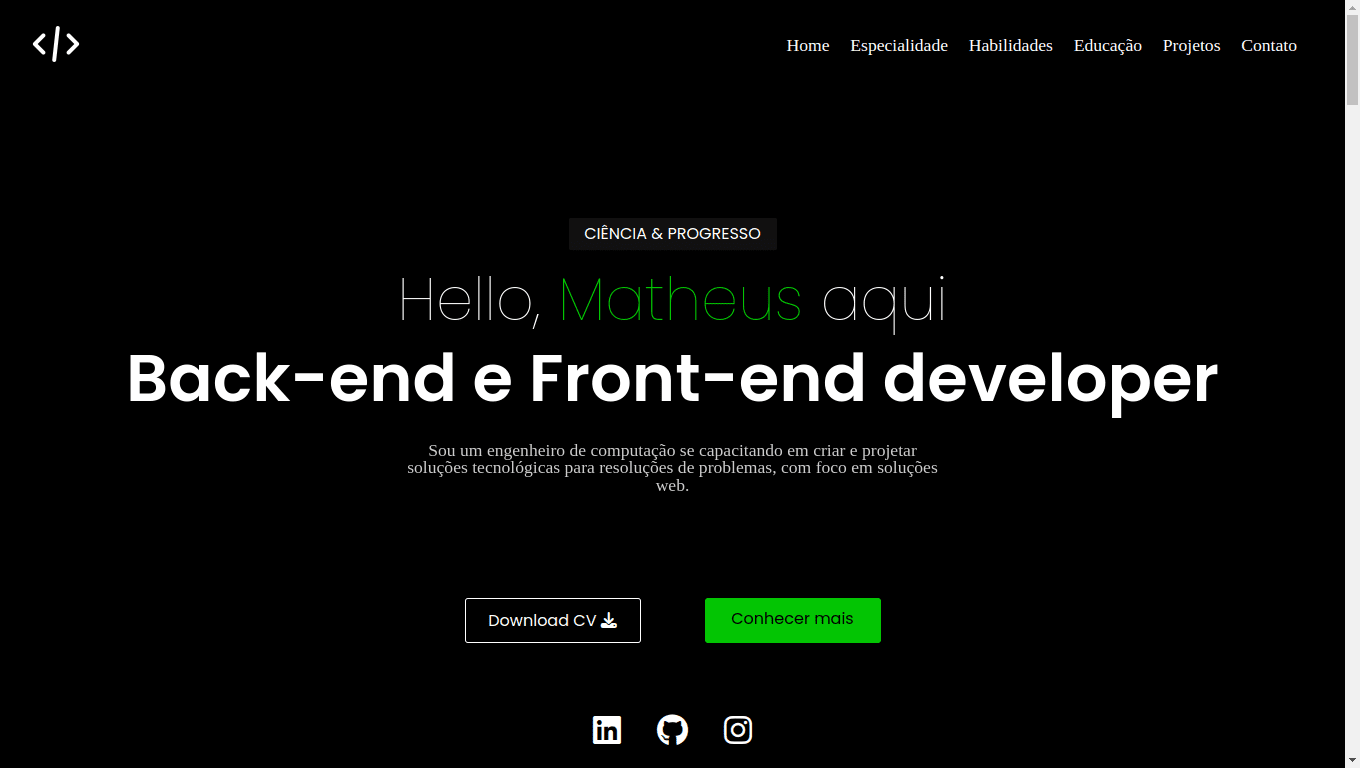 </>
Home Especialidade Habilidades Educação Projetos Contato
CIÊNCIA & PROGRESSO
Hello, Matheus aqui
Back-end e Front-end developer
Sou um engenheiro de computação se capacitando em criar e projetar
soluções tecnológicas para resoluções de problemas, com foco em soluções
web.
Download CV
Conhecer mais
in